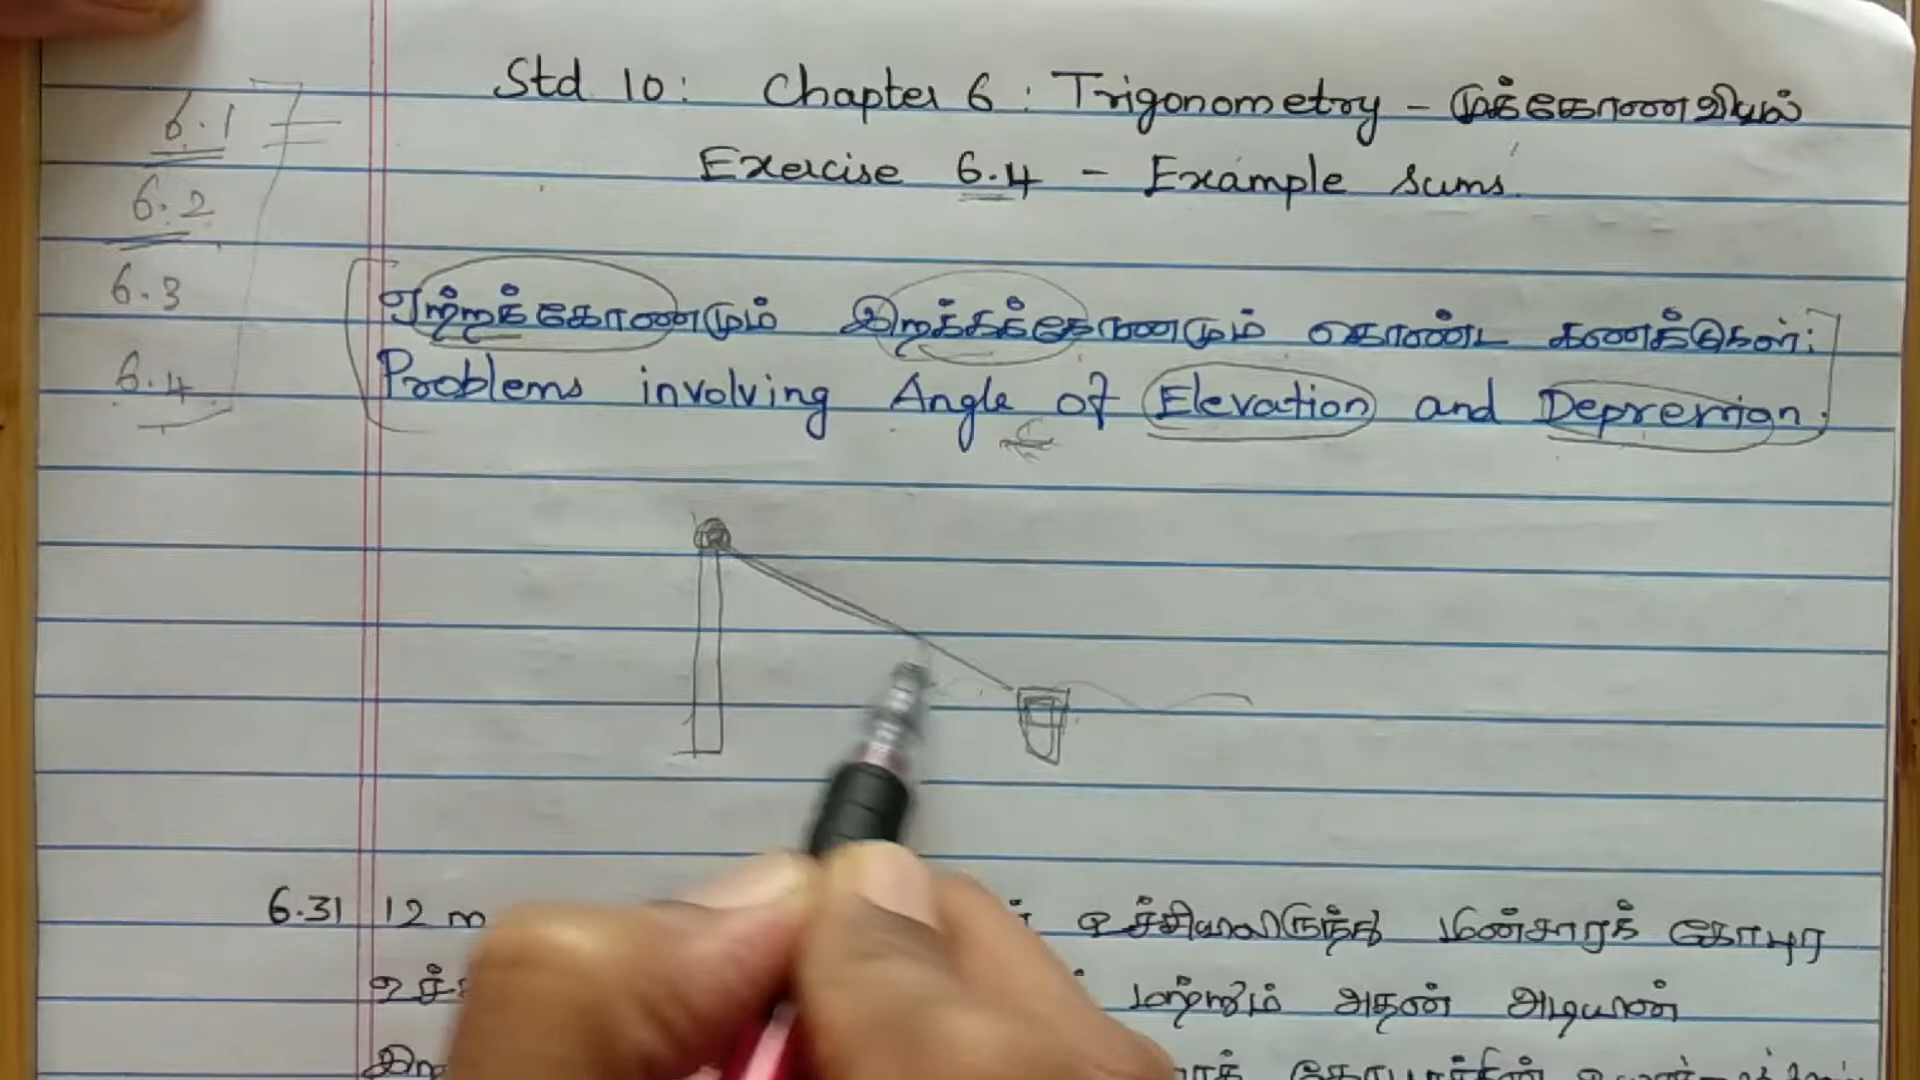 Std 10: Chapter 6 : Trigonometry - முக்கோணவியல்
Exercise 6.4 - Example sums.
6.1
6.2
6.3
6.4
ஏற்றக்கோணமும் இறக்கக்கோணமும் கொண்ட கணக்குகள்:
Problems involving Angle of Elevation and Depression.
6.31 12 m உச்சியிலிருந்து மின்சாரக் கோபுர
மற்றும் அதன் அடியின்